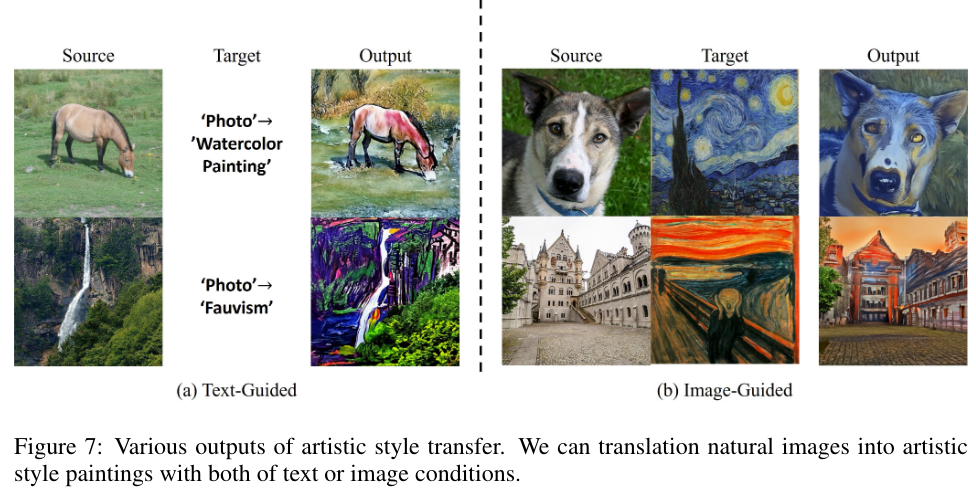 Source Target Output
‘Photo’→
’Watercolor
Painting’
‘Photo’→
‘Fauvism’
(a) Text-Guided
Source Target Output
(b) Image-Guided
Figure 7: Various outputs of artistic style transfer. We can translation natural images into artistic
style paintings with both of text or image conditions.